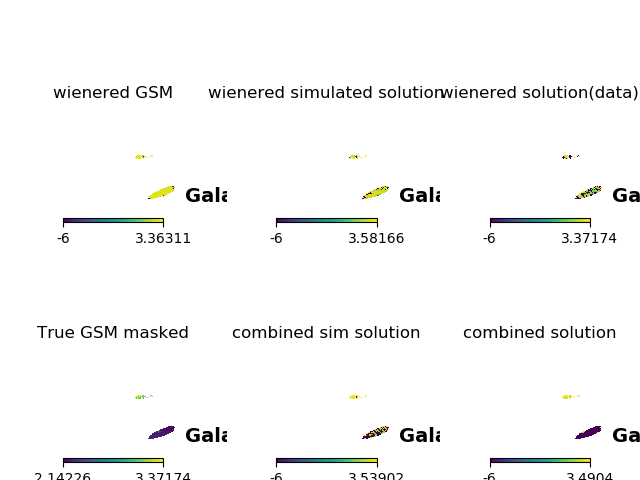 wienered GSM
wienered simulated solution
wienered solution(data)
Gala
Gala
Ga
-6
3.36311
-6
3.58166
-6
3.37174
True GSM masked
combined sim solution
combined solution
Gala
Gala
Ga
2.14226
3.37174
-6
3.53902
-6
3.4904